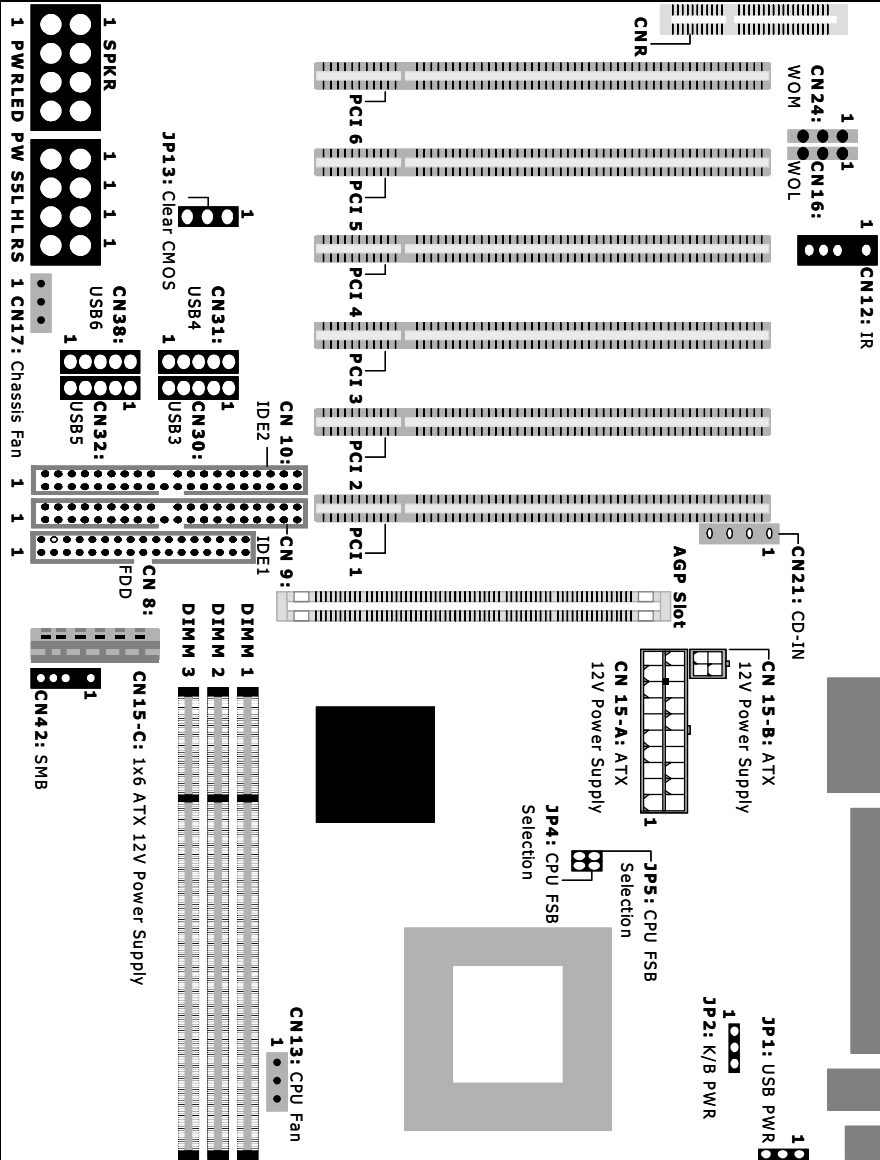 1 SPKR
1 PWRLED
PW S5LHLRS
1
1
1
1
JP13: Clear CMOS
1
1 CN17: Chassis Fan
CN38:
USB6
1
CN31:
USB4
1
1
CN32:
USB5
1
CN30:
USB3
CN 10:
IDE2
1
1
1
CN 9:
IDE1
CN 8:
FDD
CNR
PCI 6
PCI 5
PCI 4
PCI 3
PCI 2
PCI 1
CN24:
WOM
1
1
CN16:
WOL
1
CN12: IR
1
CN21: CD-IN
AGP Slot
DIMM 1
DIMM 2
DIMM 3
1
CN42: SMB
CN15-C: 1x6 ATX 12V Power Supply
CN 15-A: ATX
12V Power Supply
1
CN 15-B: ATX
12V Power Supply
JP4: CPU FSB
Selection
JP5: CPU FSB
Selection
1
CN13: CPU Fan
1
JP2: K/B PWR
JP1: USB PWR
1